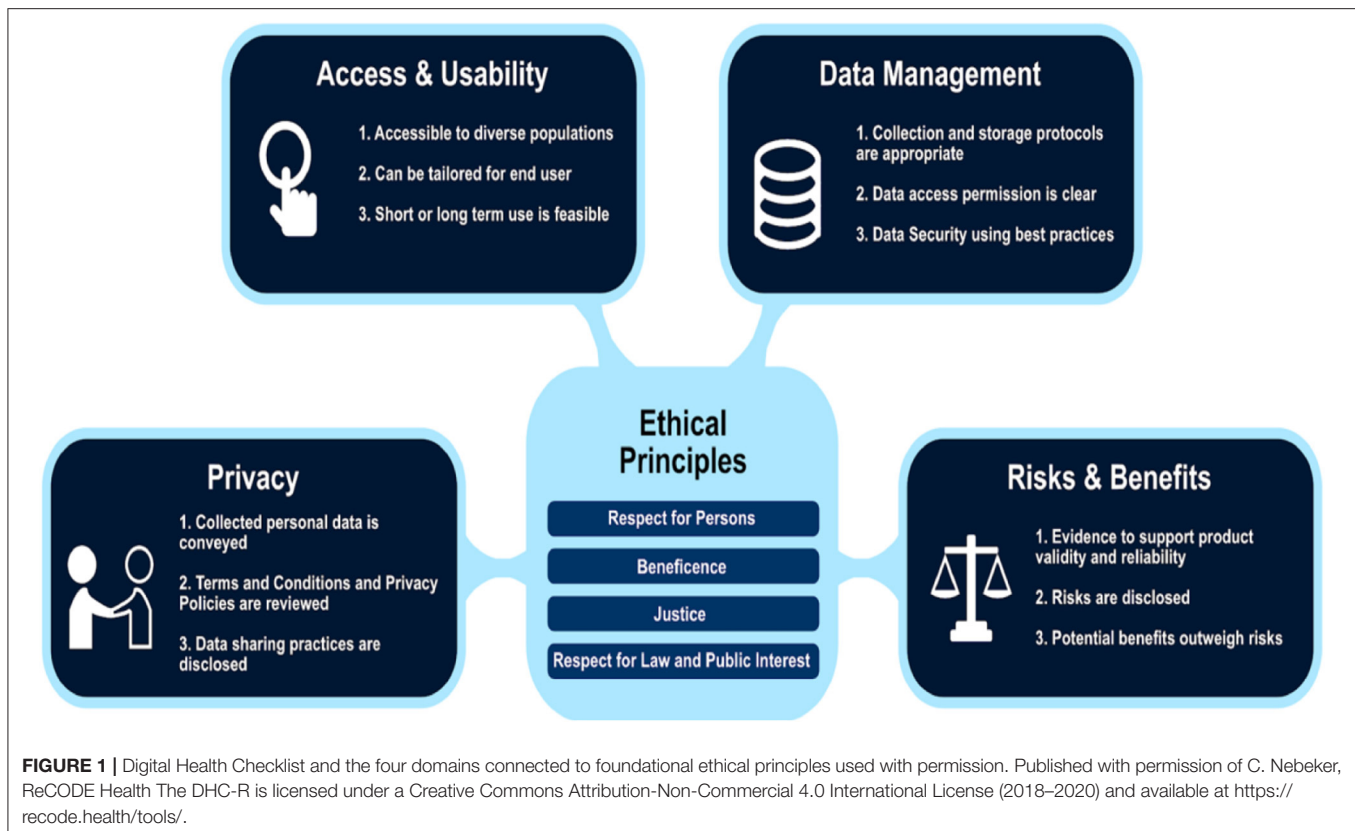 Access & Usability
1. Accessible to diverse populations
2. Can be tailored for end user
3. Short or long term use is feasible
Data Management
1. Collection and storage protocols
are appropriate
2. Data access permission is clear
3. Data Security using best practices
Privacy
1. Collected personal data is
conveyed
2. Terms and Conditions and Privacy
Policies are reviewed
3. Data sharing practices are
disclosed
Ethical
Principles
Respect for Persons
Beneficence
Justice
Respect for Law and Public Interest
Risks & Benefits
1. Evidence to support product
validity and reliability
2. Risks are disclosed
3. Potential benefits outweigh risks
FIGURE 1 | Digital Health Checklist and the four domains connected to foundational ethical principles used with permission. Published with permission of C. Nebeker,
ReCODE Health The DHC-R is licensed under a Creative Commons Attribution-Non-Commercial 4.0 International License (2018–2020) and available at https://
recode.health/tools/.